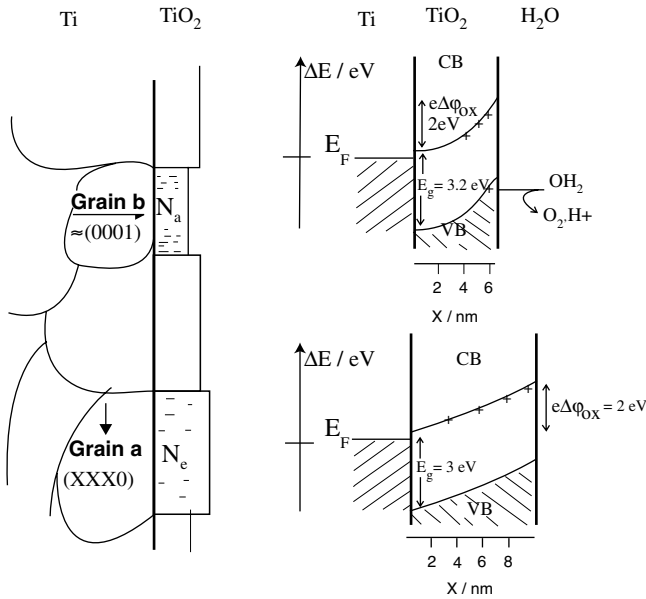 Ti TiO2
Grain b
≈(0001)
Na
Grain a
(XXX0)
Ne
Ti TiO2 H2O
ΔE / eV
CB
eΔφox
2eV
EF
Eg = 3.2 eV
OH2
O2.H+
VB
2 4 6
X / nm
ΔE / eV
CB
eΔφox = 2 eV
EF
Eg = 3 eV
VB
2 4 6 8
X / nm